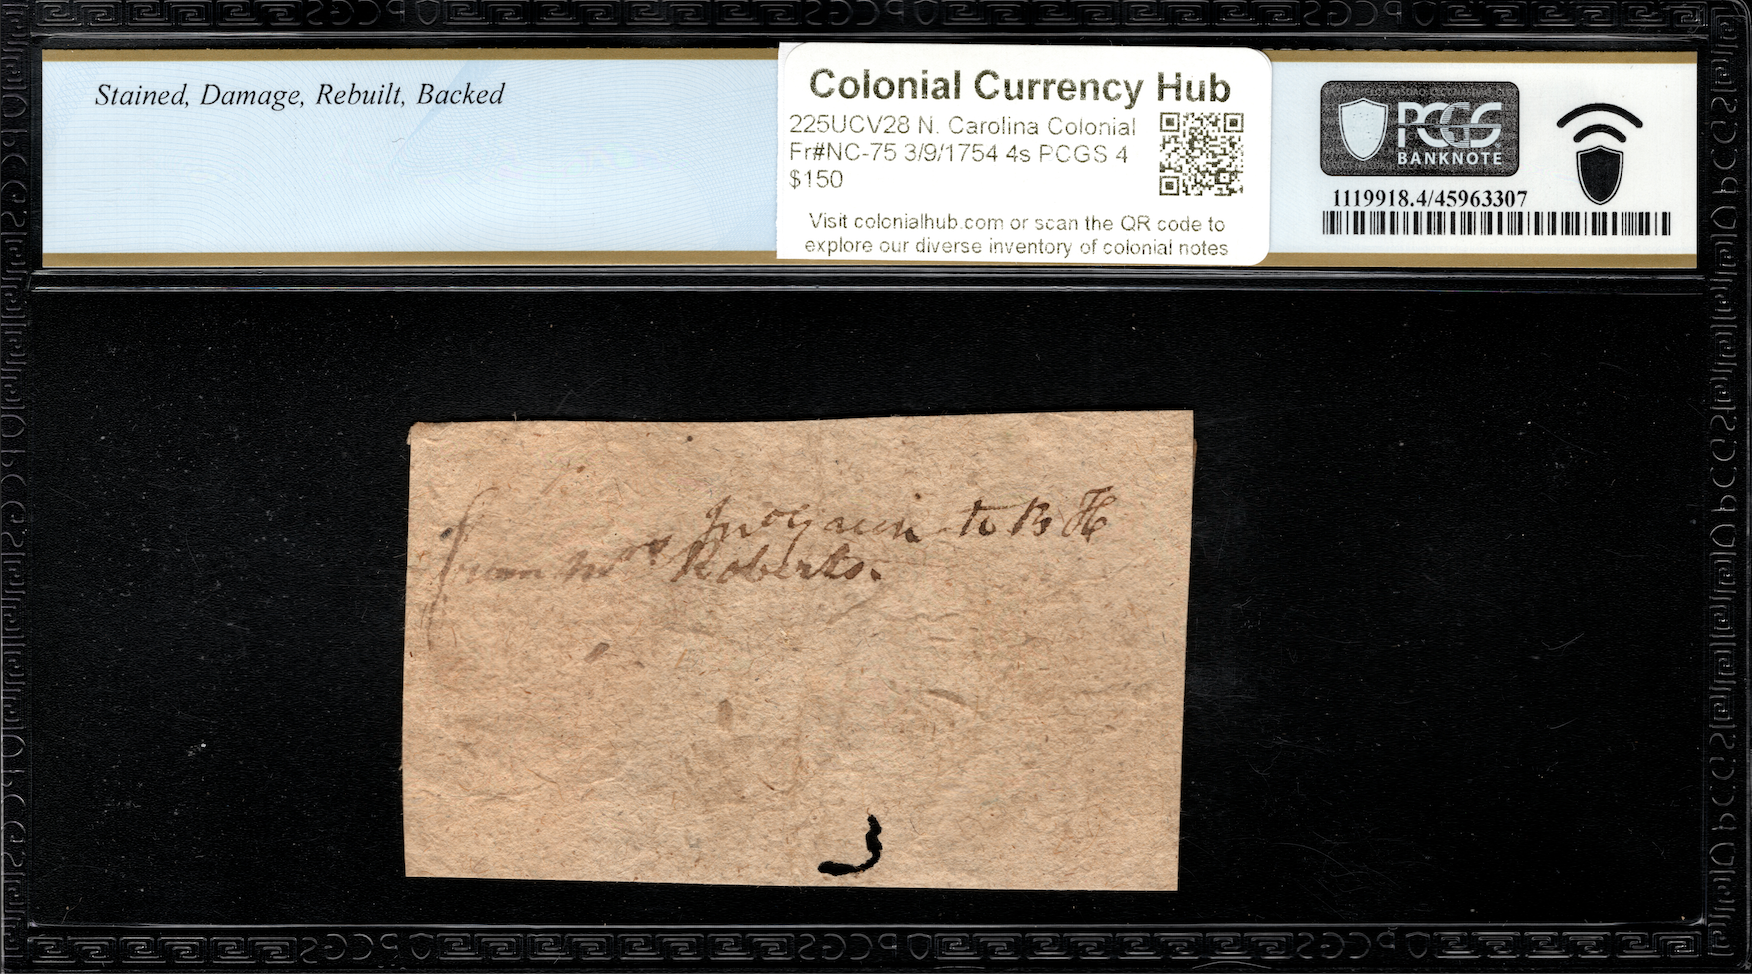 Stained, Damage, Rebuilt, Backed
Colonial Currency Hub
225UCV28 N. Carolina Colonial
Fr#NC-75 3/9/1754 4s PCGS 4
$150
Visit colonialhub.com or scan the QR code to
explore our diverse inventory of colonial notes
PCGS
BANKNOTE
1119918.4/45963307
to B H
from Mrs Roberts.